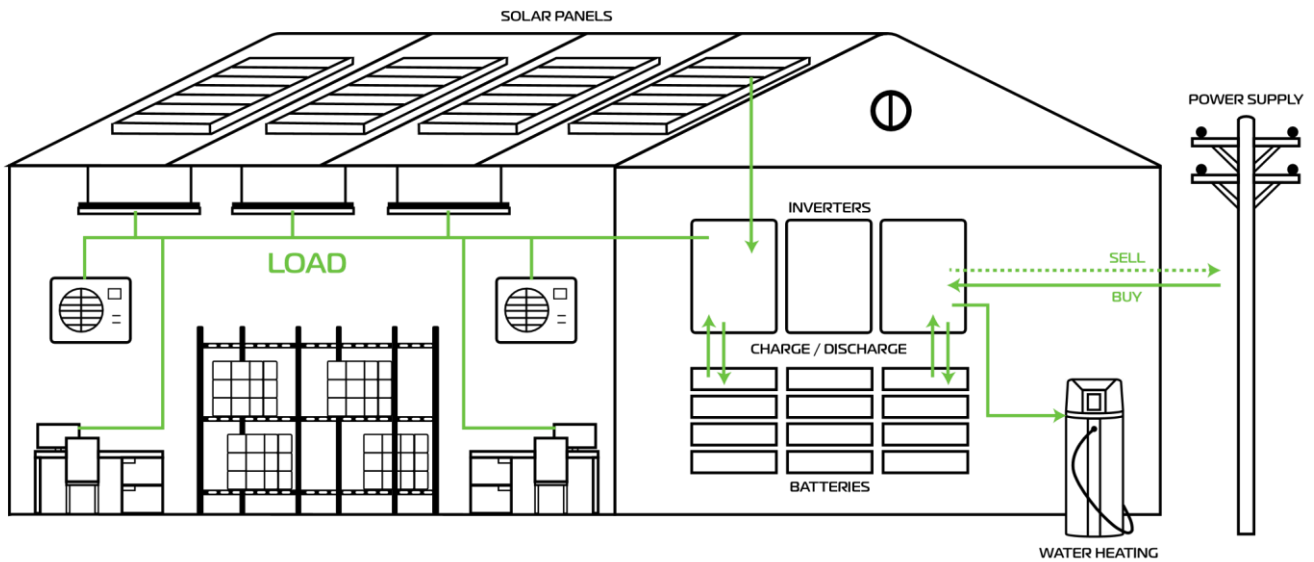 SOLAR PANELS
POWER SUPPLY
INVERTERS
LOAD
SELL
BUY
CHARGE / DISCHARGE
BATTERIES
WATER HEATING